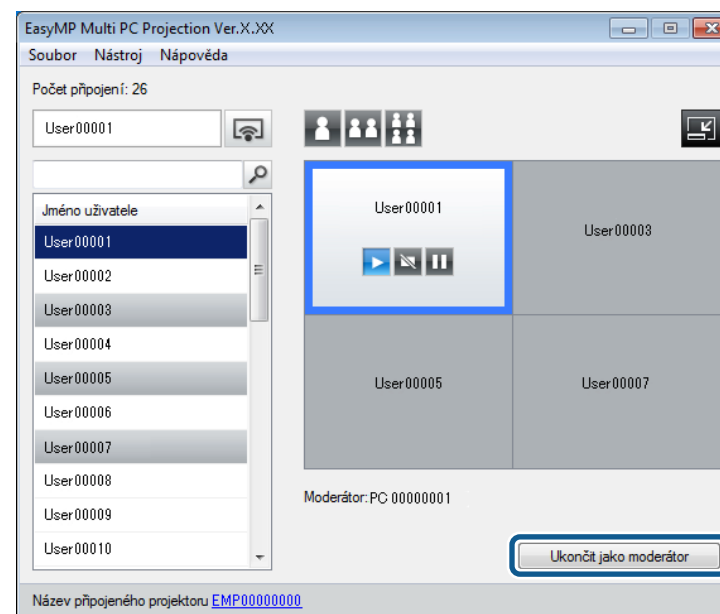 EasyMP Multi PC Projection Ver.X.XX
Soubor Nástroj Nápověda
Počet připojení: 26
User00001
Jméno uživatele
User00001
User00002
User00003
User00004
User00005
User00006
User00007
User00008
User00009
User00010
User00001
User00003
User00005
User00007
Moderátor: PC 00000001
Ukončit jako moderátor
Název připojeného projektoru EMP00000000